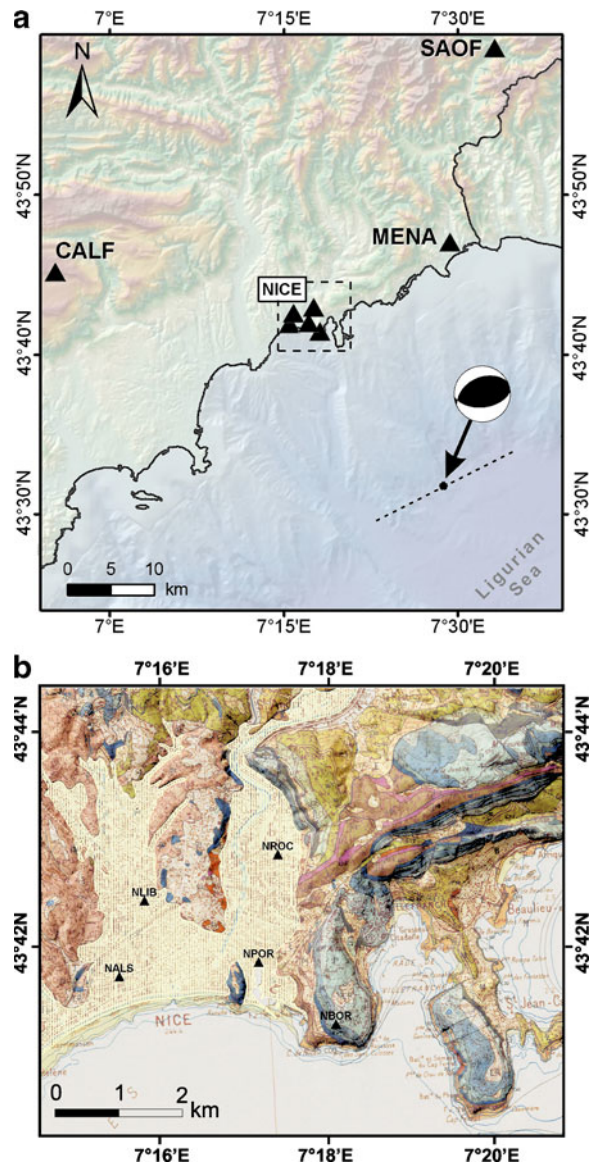 a
7°E
7°15'E
7°30'E
N
SAOF
43°50'N
43°50'N
MENA
CALF
NICE
43°40'N
43°40'N
43°30'N
43°30'N
0 5 10
km
Ligurian
Sea
7°E
7°15'E
7°30'E
b
7°16'E
7°18'E
7°20'E
43°44'N
43°44'N
NROC
NLIB
Beaulieu
43°42'N
43°42'N
NPOR
NALS
St Jean-C
NICE
NBOR
0 1 2
km
E S
7°16'E
7°18'E
7°20'E